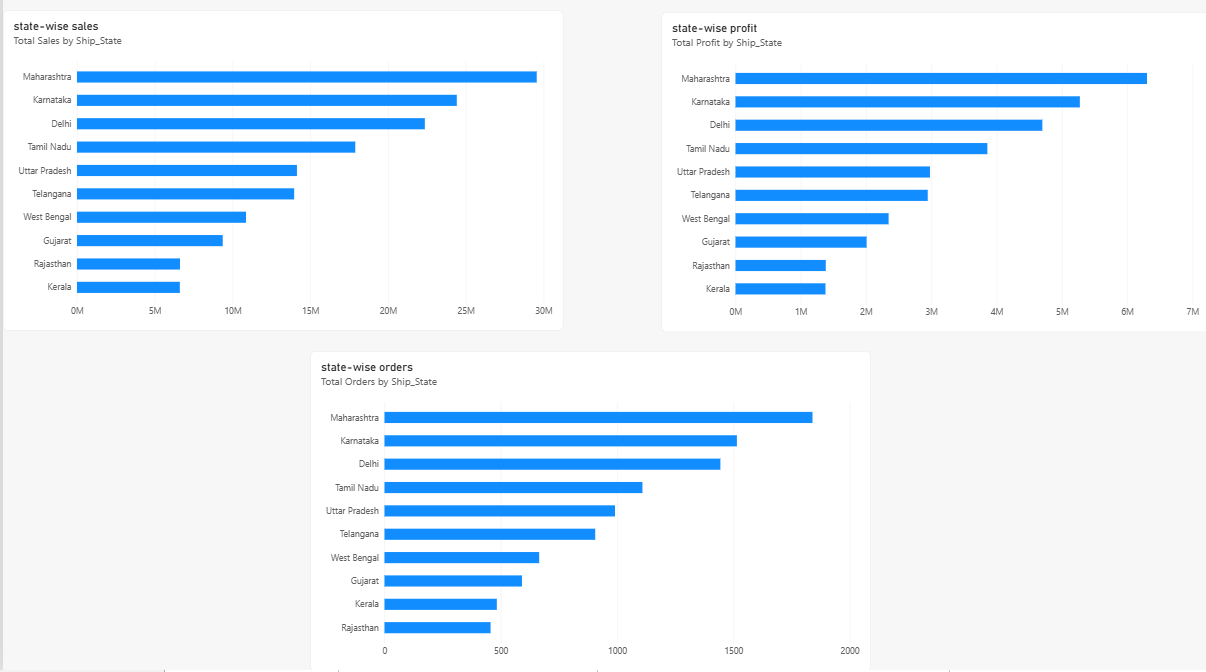 state-wise sales
Total Sales by Ship_State
Maharashtra
Karnataka
Delhi
Tamil Nadu
Uttar Pradesh
Telangana
West Bengal
Gujarat
Rajasthan
Kerala
0M 5M 10M 15M 20M 25M 30M
state-wise profit
Total Profit by Ship_State
Maharashtra
Karnataka
Delhi
Tamil Nadu
Uttar Pradesh
Telangana
West Bengal
Gujarat
Rajasthan
Kerala
0M 1M 2M 3M 4M 5M 6M 7M
state-wise orders
Total Orders by Ship_State
Maharashtra
Karnataka
Delhi
Tamil Nadu
Uttar Pradesh
Telangana
West Bengal
Gujarat
Kerala
Rajasthan
0 500 1000 1500 2000